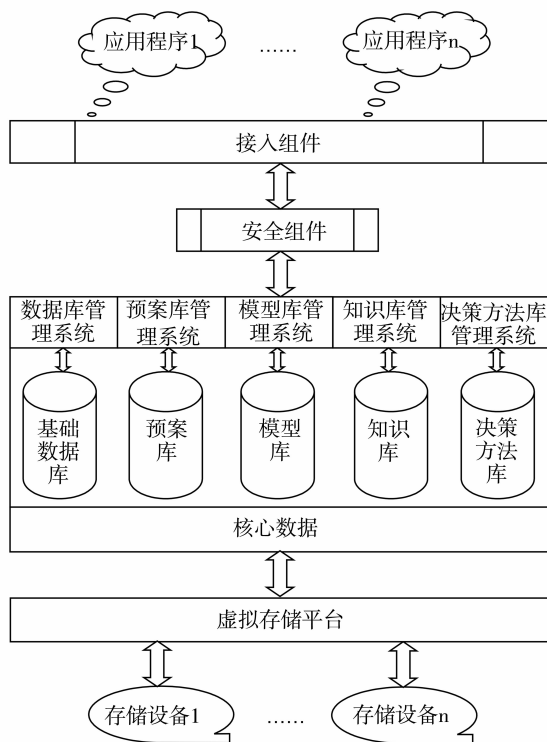 应用程序1 …… 应用程序n
接入组件
安全组件
数据库管
理系统
预案库管
理系统
模型库管
理系统
知识库管
理系统
决策方法库
管理系统
基础
数据
库
预案
库
模型
库
知识
库
决策
方法
库
核心数据
虚拟存储平台
存储设备1 …… 存储设备n